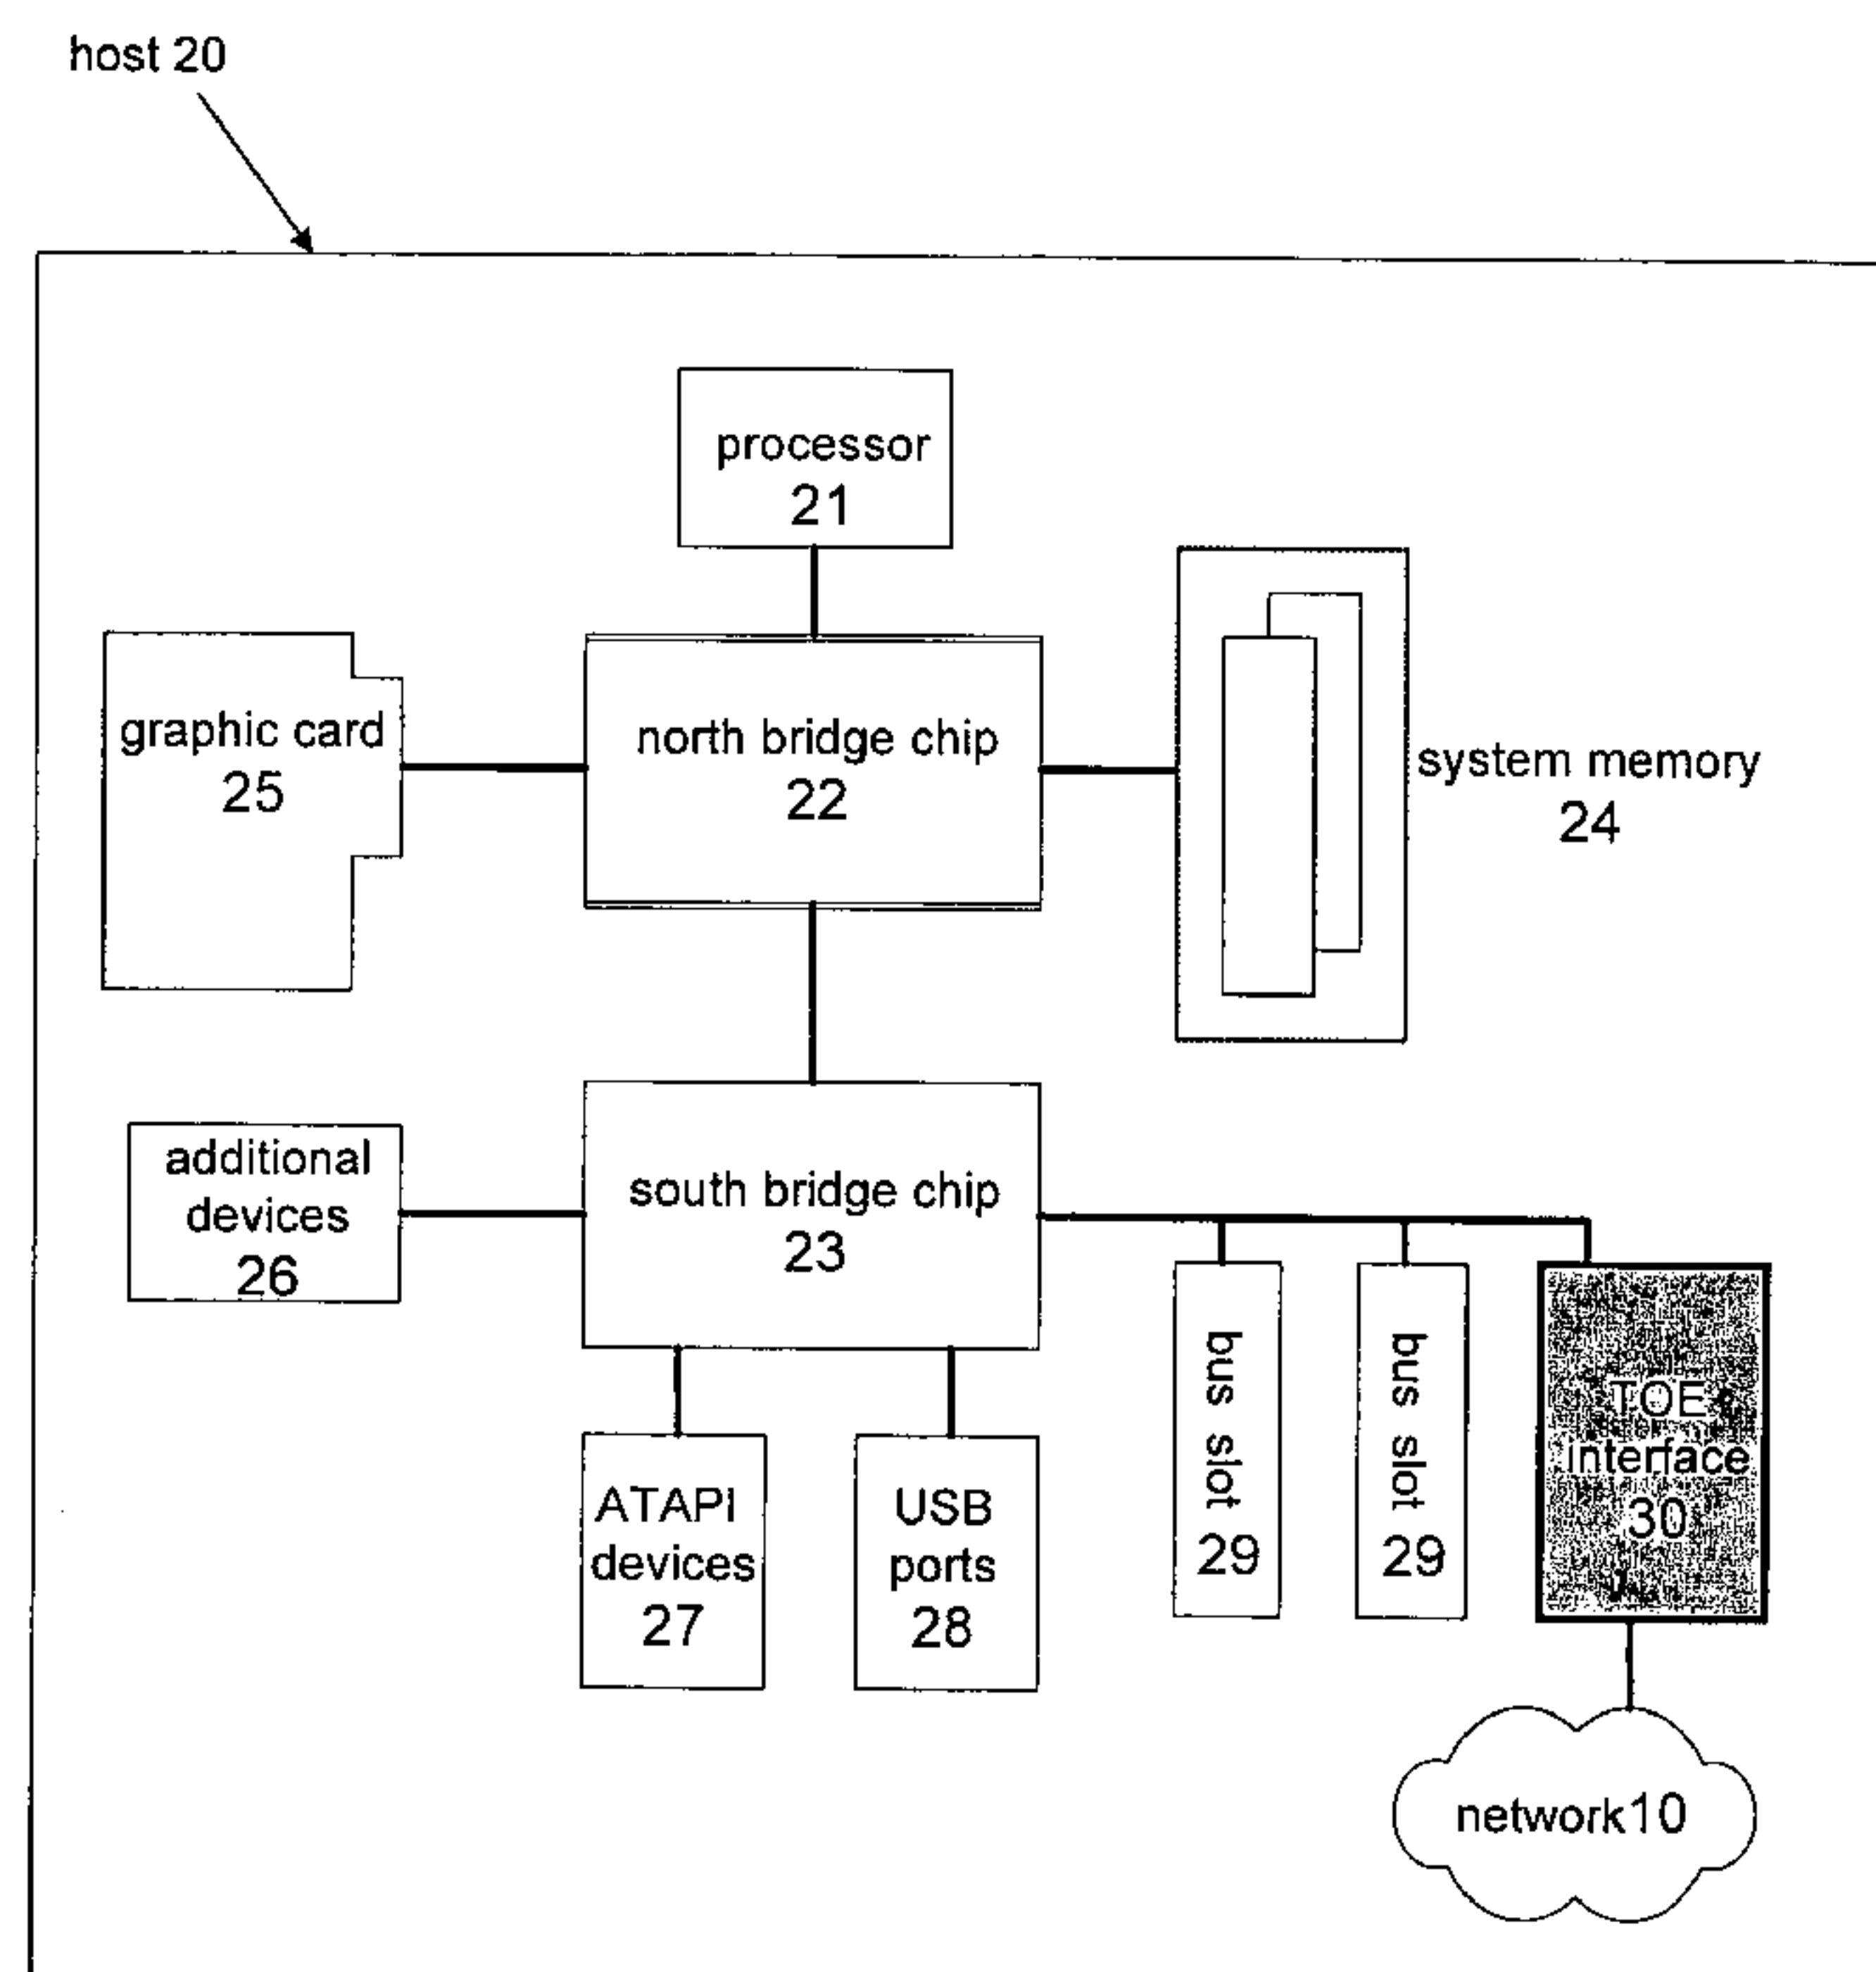 host 20
processor
21
graphic card
25
north bridge chip
22
system memory
24
additional
devices
26
south bridge chip
23
bus slot
29
bus slot
29
TOE
interface
30
ATAPI
devices
27
USB
ports
28
network10